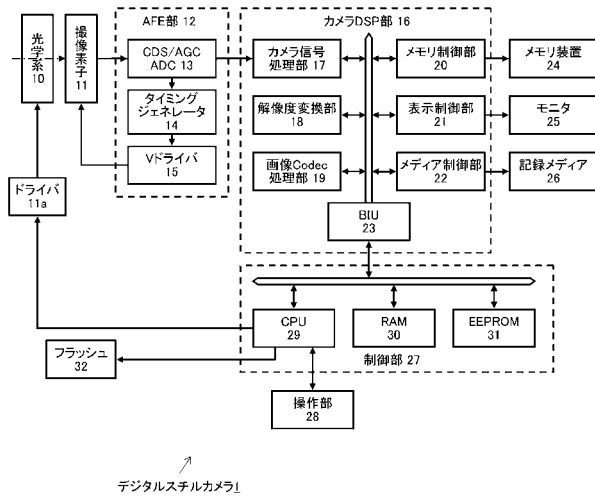 AFE部 12
カメラDSP部 16
光学系
10
撮像素子
11
CDS/AGC
ADC 13
タイミング
ジェネレータ
14
Vドライバ
15
カメラ信号
処理部 17
解像度変換部
18
画像Codec
処理部 19
メモリ制御部
20
表示制御部
21
メディア制御部
22
BIU
23
メモリ装置
24
モニタ
25
記録メディア
26
ドライバ
11a
CPU
29
RAM
30
EEPROM
31
制御部 27
フラッシュ
32
操作部
28
デジタルスチルカメラ1